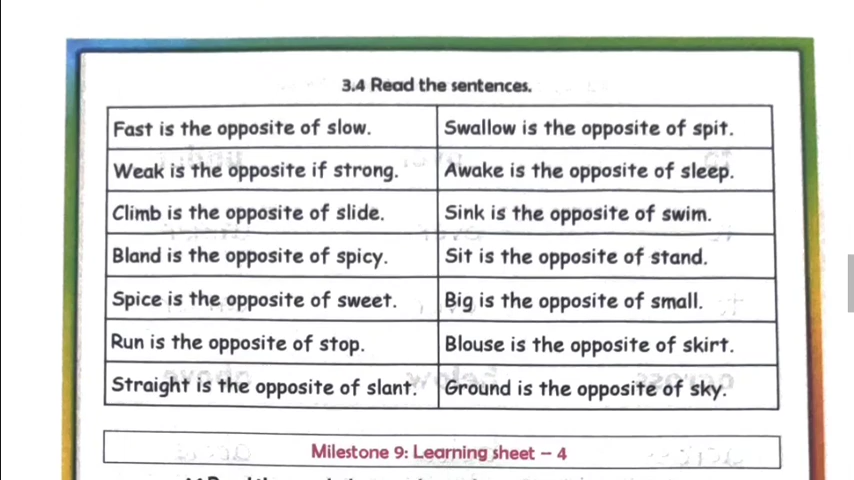 3.4 Read the sentences.
Fast is the opposite of slow. Swallow is the opposite of spit.
Weak is the opposite if strong. Awake is the opposite of sleep.
Climb is the opposite of slide. Sink is the opposite of swim.
Bland is the opposite of spicy. Sit is the opposite of stand.
Spice is the opposite of sweet. Big is the opposite of small.
Run is the opposite of stop. Blouse is the opposite of skirt.
Straight is the opposite of slant. Ground is the opposite of sky.
Milestone 9: Learning sheet – 4